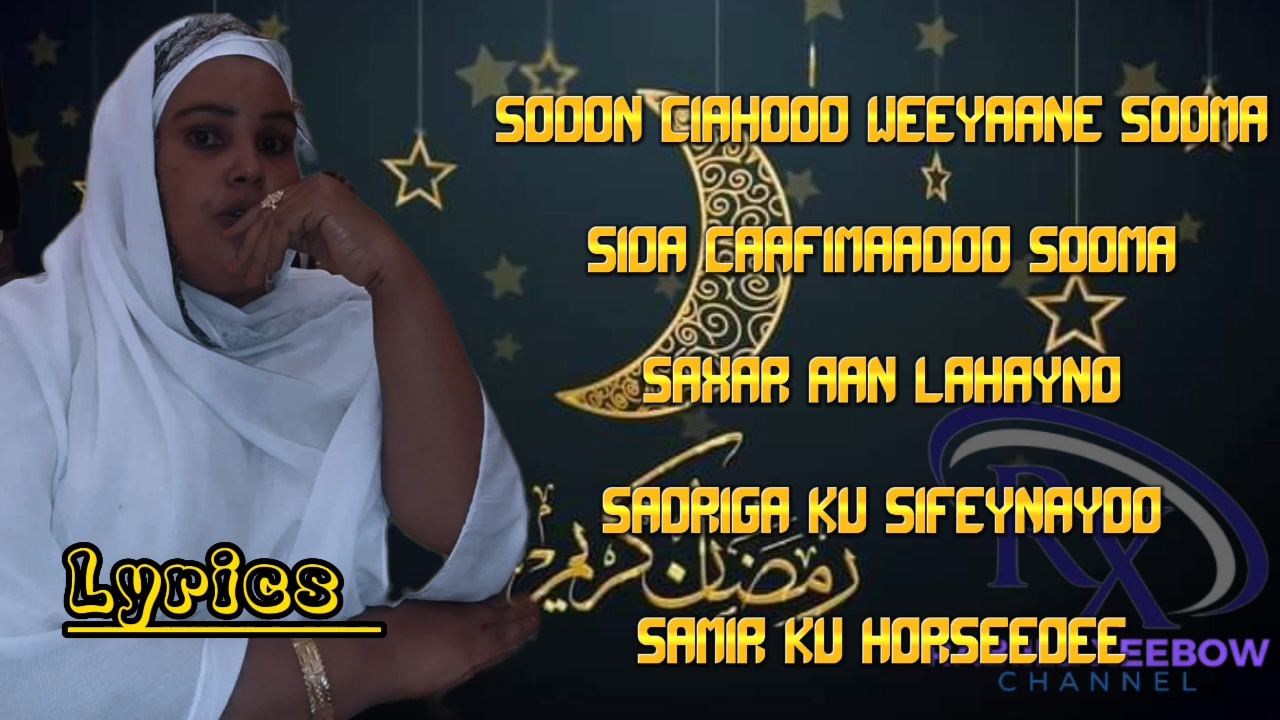 SODON CIAHOOD WEEYAANE SOOMA
SIDA CAAFIMAADOO SOOMA
SAXAR AAN LAHAYNO
SADRIGA KU SIFEYNAYOO
رمضان كريم
RX
Lyrics
SAMIR KU HORSEEDEE
CHANNEL